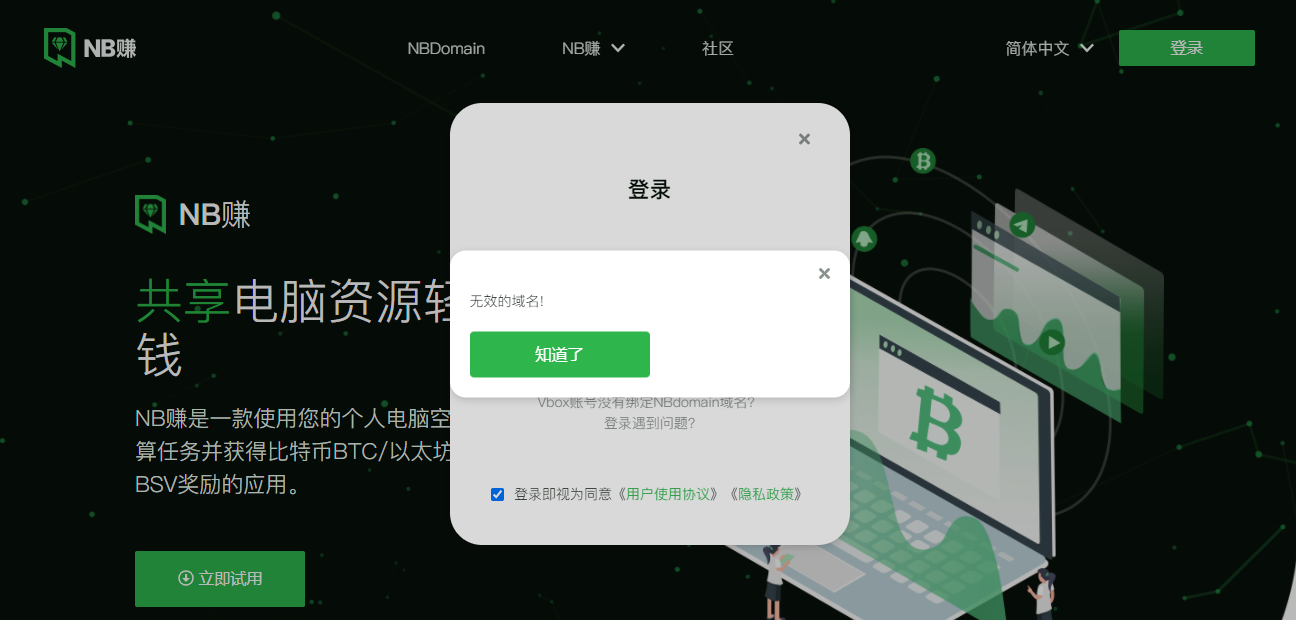 NB赚
NBDomain
NB赚
社区
简体中文
登录
登录
NB赚
共享电脑资源轻
钱
NB赚是一款使用您的个人电脑空
算任务并获得比特币BTC/以太坊
BSV奖励的应用。
立即试用
无效的域名!
知道了
Vbox账号没有绑定NBdomain域名?
登录遇到问题?
登录即视为同意《用户使用协议》《隐私政策》